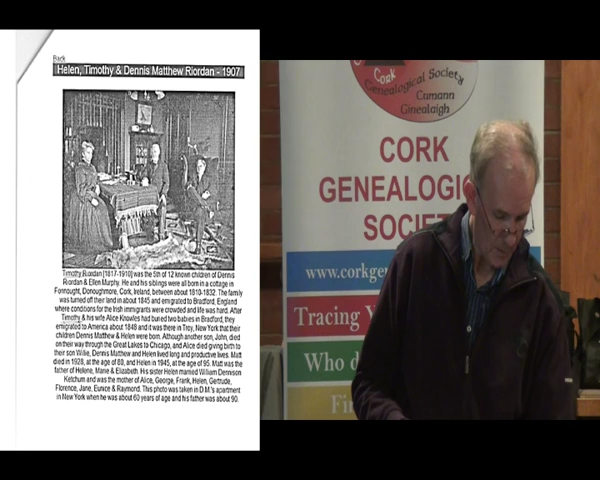 Back
Helen, Timothy & Dennis Matthew Riordan - 1907
Timothy Riordan [1817-1910] was the 5th of 12 known children of Dennis
Riordan & Ellen Murphy. He and his siblings were all born in a cottage in
Fornought, Donoughmore, Cork, Ireland, between about 1810-1832. The family
was turned off their land in about 1845 and emigrated to Bradford, England
where conditions for the Irish immigrants were crowded and life was hard. After
Timothy & his wife Alice Knowles had buried two babies in Bradford, they
emigrated to America about 1848 and it was there in Troy, New York that their
children Dennis Matthew & Helen were born. Although another son, John, died
on their way through the Great Lakes to Chicago, and Alice died giving birth to
their son Willie, Dennis Matthew and Helen lived long and productive lives. Matt
died in 1928, at the age of 80, and Helen in 1945, at the age of 95. Matt was the
father of Helene, Marie & Elizabeth. His sister Helen married William Dennison
Ketchum and was the mother of Alice, George, Frank, Helen, Gertrude,
Florence, Jane, Eunice & Raymond. This photo was taken in D.M.'s apartment
in New York when he was about 60 years of age and his father was about 90.
Cork
Genealogical Society
Cumann
Ginealaigh
CORK
GENEALOGIC
SOCIET
www.corkgen
Tracing Y
Who d
Fi